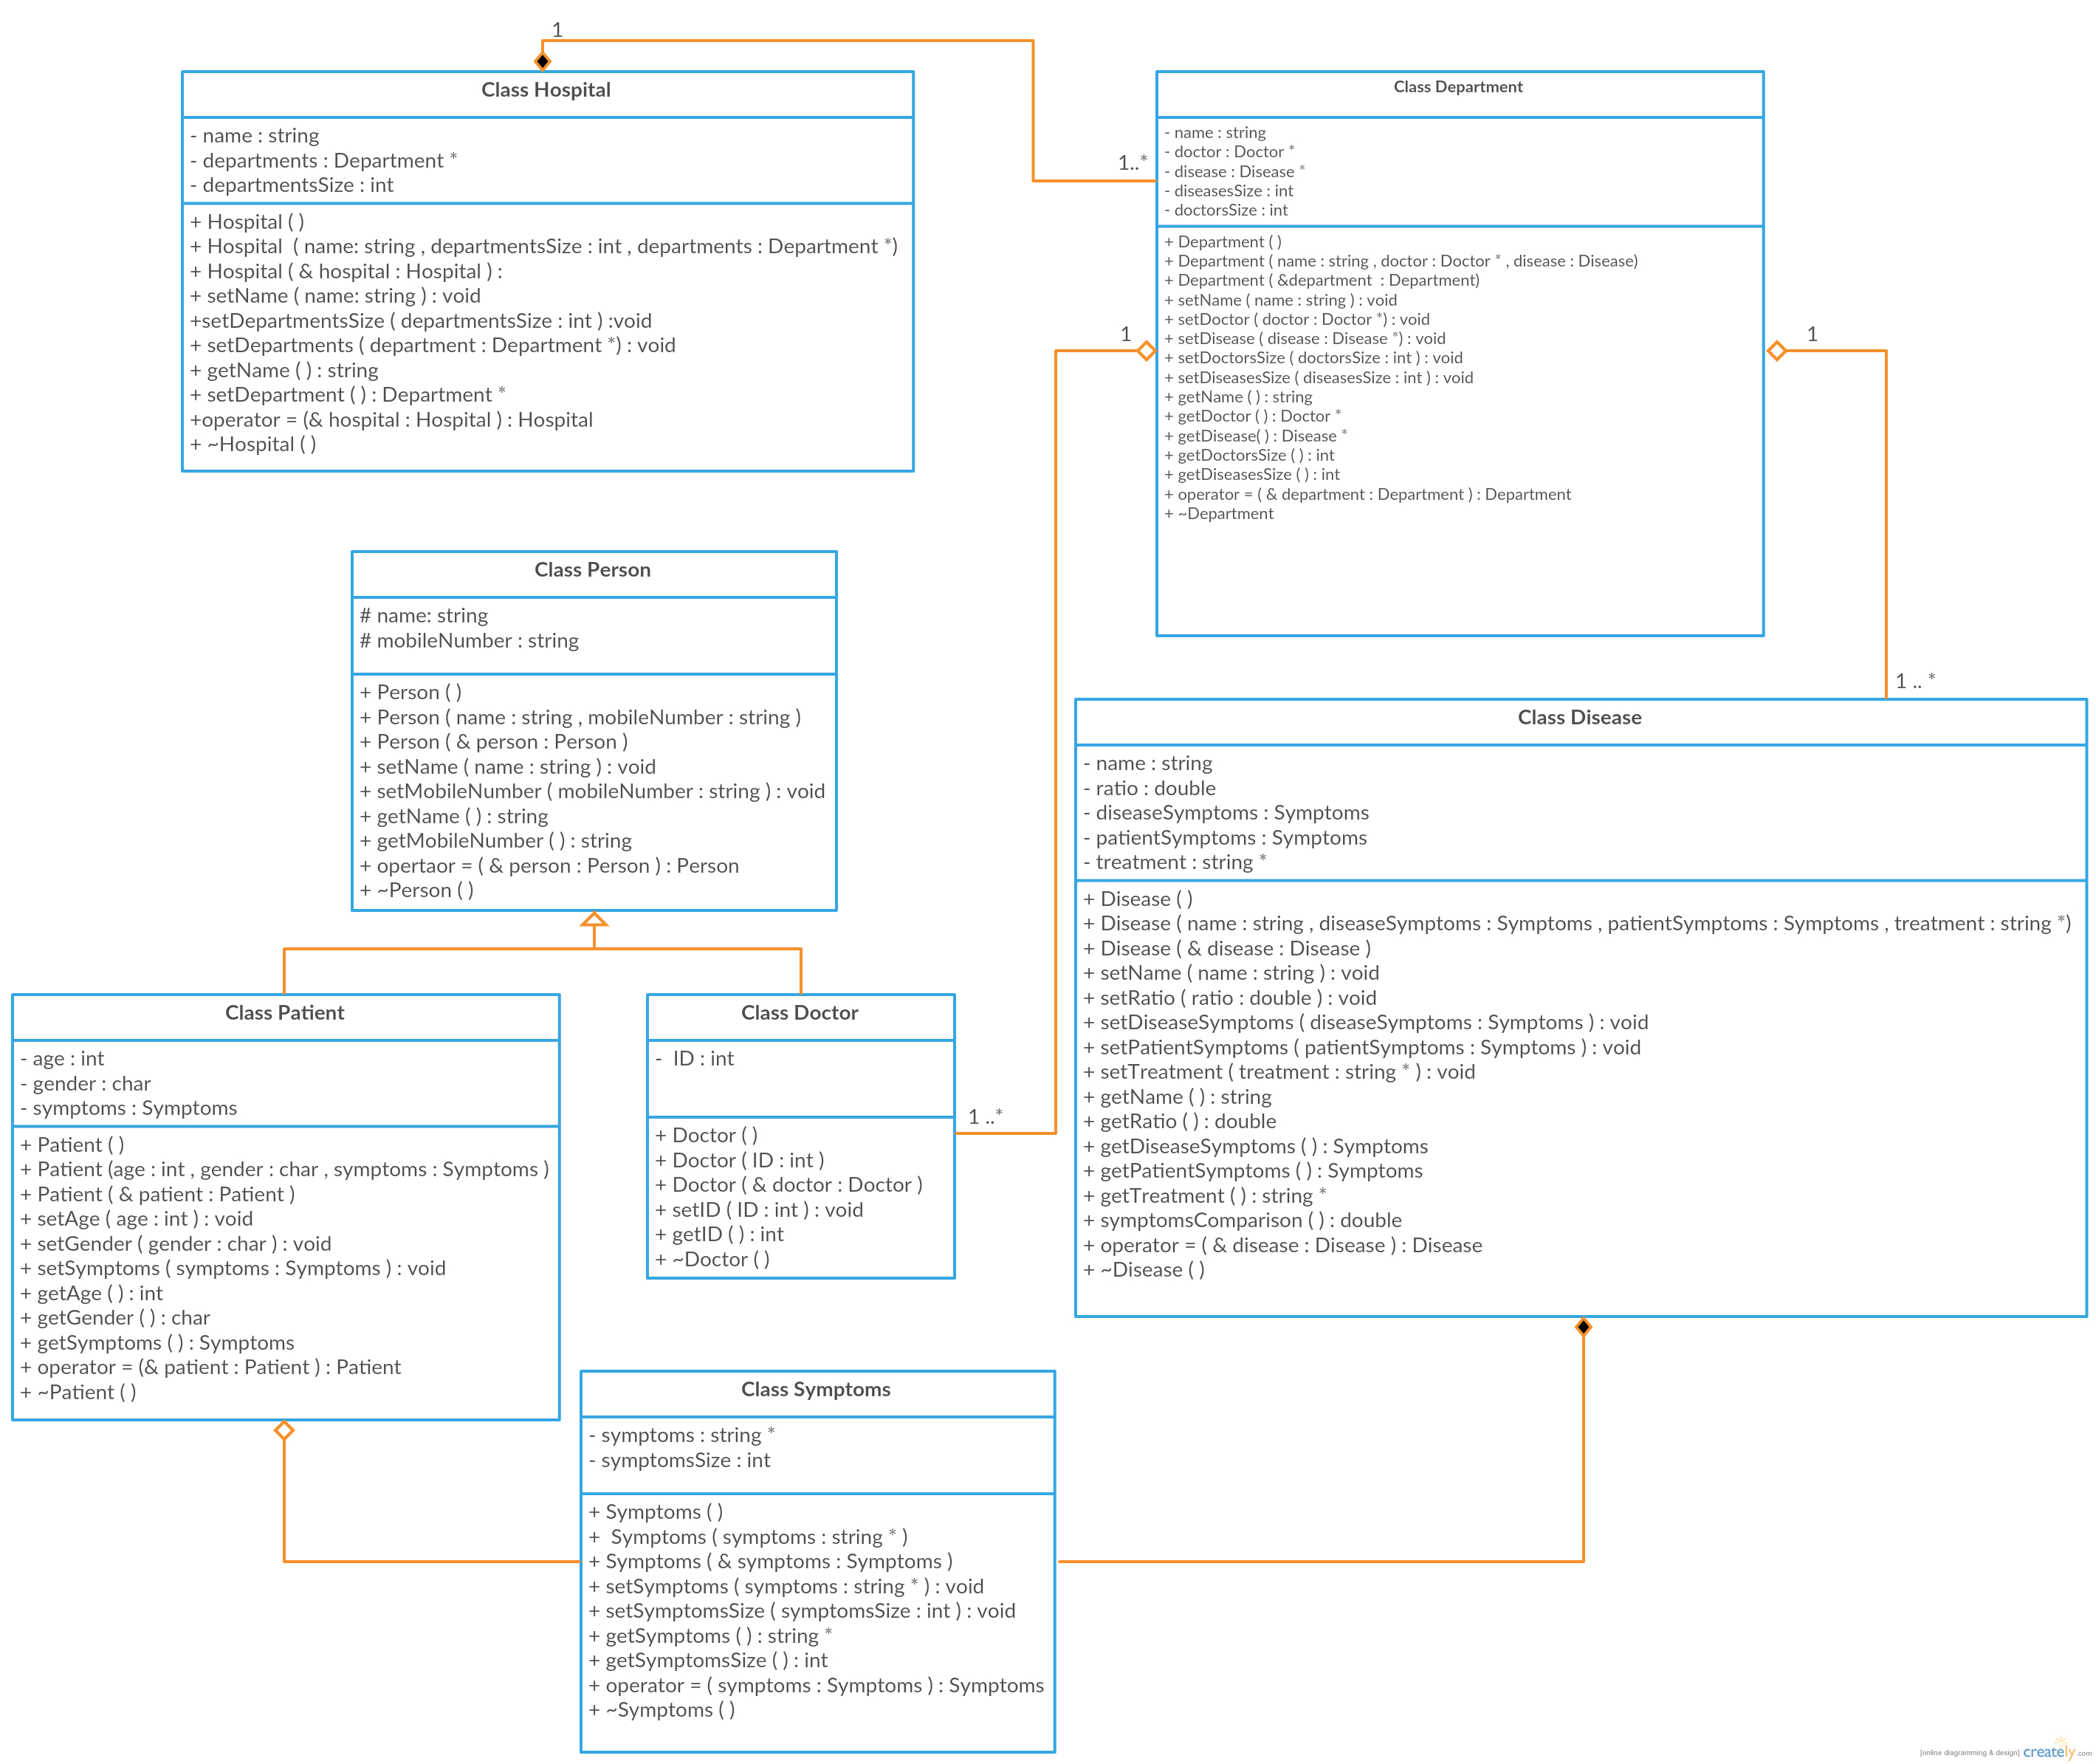 1
Class Hospital
- name : string
- departments : Department *
- departmentsSize : int
+ Hospital ( )
+ Hospital  ( name: string , departmentsSize : int , departments : Department *)
+ Hospital ( & hospital : Hospital ) :
+ setName ( name: string ) : void
+setDepartmentsSize ( departmentsSize : int ) :void
+ setDepartments ( department : Department *) : void
+ getName ( ) : string
+ setDepartment ( ) : Department *
+operator = (& hospital : Hospital ) : Hospital
+ ~Hospital ( )
1..*
Class Department
- name : string
- doctor : Doctor *
- disease : Disease *
- diseasesSize : int
- doctorsSize : int
+ Department ( )
+ Department ( name : string , doctor : Doctor * , disease : Disease)
+ Department ( &department  : Department)
+ setName ( name : string ) : void
+ setDoctor ( doctor : Doctor *) : void
+ setDisease ( disease : Disease *) : void
+ setDoctorsSize ( doctorsSize : int ) : void
+ setDiseasesSize ( diseasesSize : int ) : void
+ getName ( ) : string
+ getDoctor ( ) : Doctor *
+ getDisease( ) : Disease *
+ getDoctorsSize ( ) : int
+ getDiseasesSize ( ) : int
+ operator = ( & department : Department ) : Department
+ ~Department
1
1
Class Person
# name: string
# mobileNumber : string
+ Person ( )
+ Person ( name : string , mobileNumber : string )
+ Person ( & person : Person )
+ setName ( name : string ) : void
+ setMobileNumber ( mobileNumber : string ) : void
+ getName ( ) : string
+ getMobileNumber ( ) : string
+ opertaor = ( & person : Person ) : Person
+ ~Person ( )
1 .. *
Class Disease
- name : string
- ratio : double
- diseaseSymptoms : Symptoms
- patientSymptoms : Symptoms
- treatment : string *
+ Disease ( )
+ Disease ( name : string , diseaseSymptoms : Symptoms , patientSymptoms : Symptoms , treatment : string *)
+ Disease ( & disease : Disease )
+ setName ( name : string ) : void
+ setRatio ( ratio : double ) : void
+ setDiseaseSymptoms ( diseaseSymptoms : Symptoms ) : void
+ setPatientSymptoms ( patientSymptoms : Symptoms ) : void
+ setTreatment ( treatment : string * ) : void
+ getName ( ) : string
+ getRatio ( ) : double
+ getDiseaseSymptoms ( ) : Symptoms
+ getPatientSymptoms ( ) : Symptoms
+ getTreatment ( ) : string *
+ symptomsComparison ( ) : double
+ operator = ( & disease : Disease ) : Disease
+ ~Disease ( )
Class Patient
- age : int
- gender : char
- symptoms : Symptoms
+ Patient ( )
+ Patient (age : int , gender : char , symptoms : Symptoms )
+ Patient ( & patient : Patient )
+ setAge ( age : int ) : void
+ setGender ( gender : char ) : void
+ setSymptoms ( symptoms : Symptoms ) : void
+ getAge ( ) : int
+ getGender ( ) : char
+ getSymptoms ( ) : Symptoms
+ operator = (& patient : Patient ) : Patient
+ ~Patient ( )
Class Doctor
-  ID : int
+ Doctor ( )
+ Doctor ( ID : int )
+ Doctor ( & doctor : Doctor )
+ setID ( ID : int ) : void
+ getID ( ) : int
+ ~Doctor ( )
1 ..*
Class Symptoms
- symptoms : string *
- symptomsSize : int
+ Symptoms ( )
+  Symptoms ( symptoms : string * )
+ Symptoms ( & symptoms : Symptoms )
+ setSymptoms ( symptoms : string * ) : void
+ setSymptomsSize ( symptomsSize : int ) : void
+ getSymptoms ( ) : string *
+ getSymptomsSize ( ) : int
+ operator = ( symptoms : Symptoms ) : Symptoms
+ ~Symptoms ( )
[online diagramming & design] creately.com